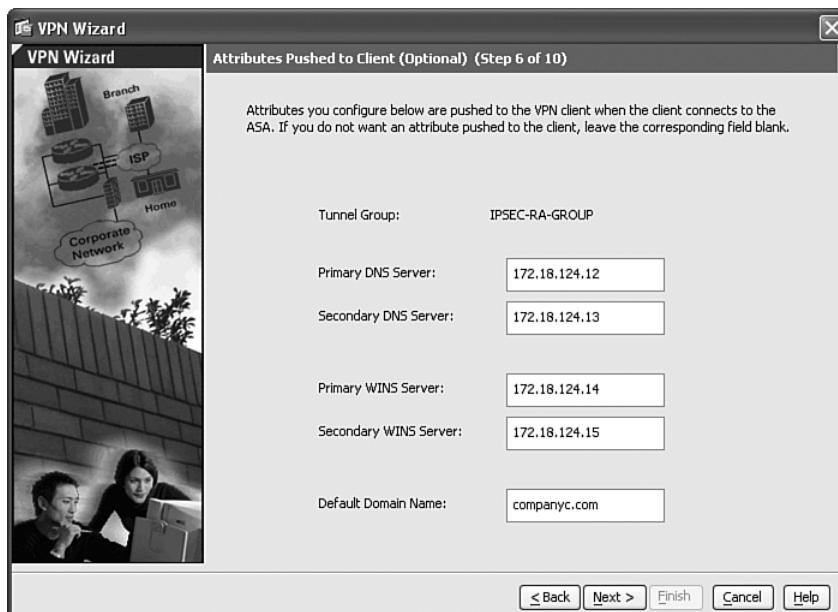 VPN Wizard
VPN Wizard
Attributes Pushed to Client (Optional) (Step 6 of 10)
Branch
ISP
Home
Corporate
Network
Attributes you configure below are pushed to the VPN client when the client connects to the
ASA. If you do not want an attribute pushed to the client, leave the corresponding field blank.
Tunnel Group: IPSEC-RA-GROUP
Primary DNS Server: 172.18.124.12
Secondary DNS Server: 172.18.124.13
Primary WINS Server: 172.18.124.14
Secondary WINS Server: 172.18.124.15
Default Domain Name: companyc.com
< Back Next > Finish Cancel Help